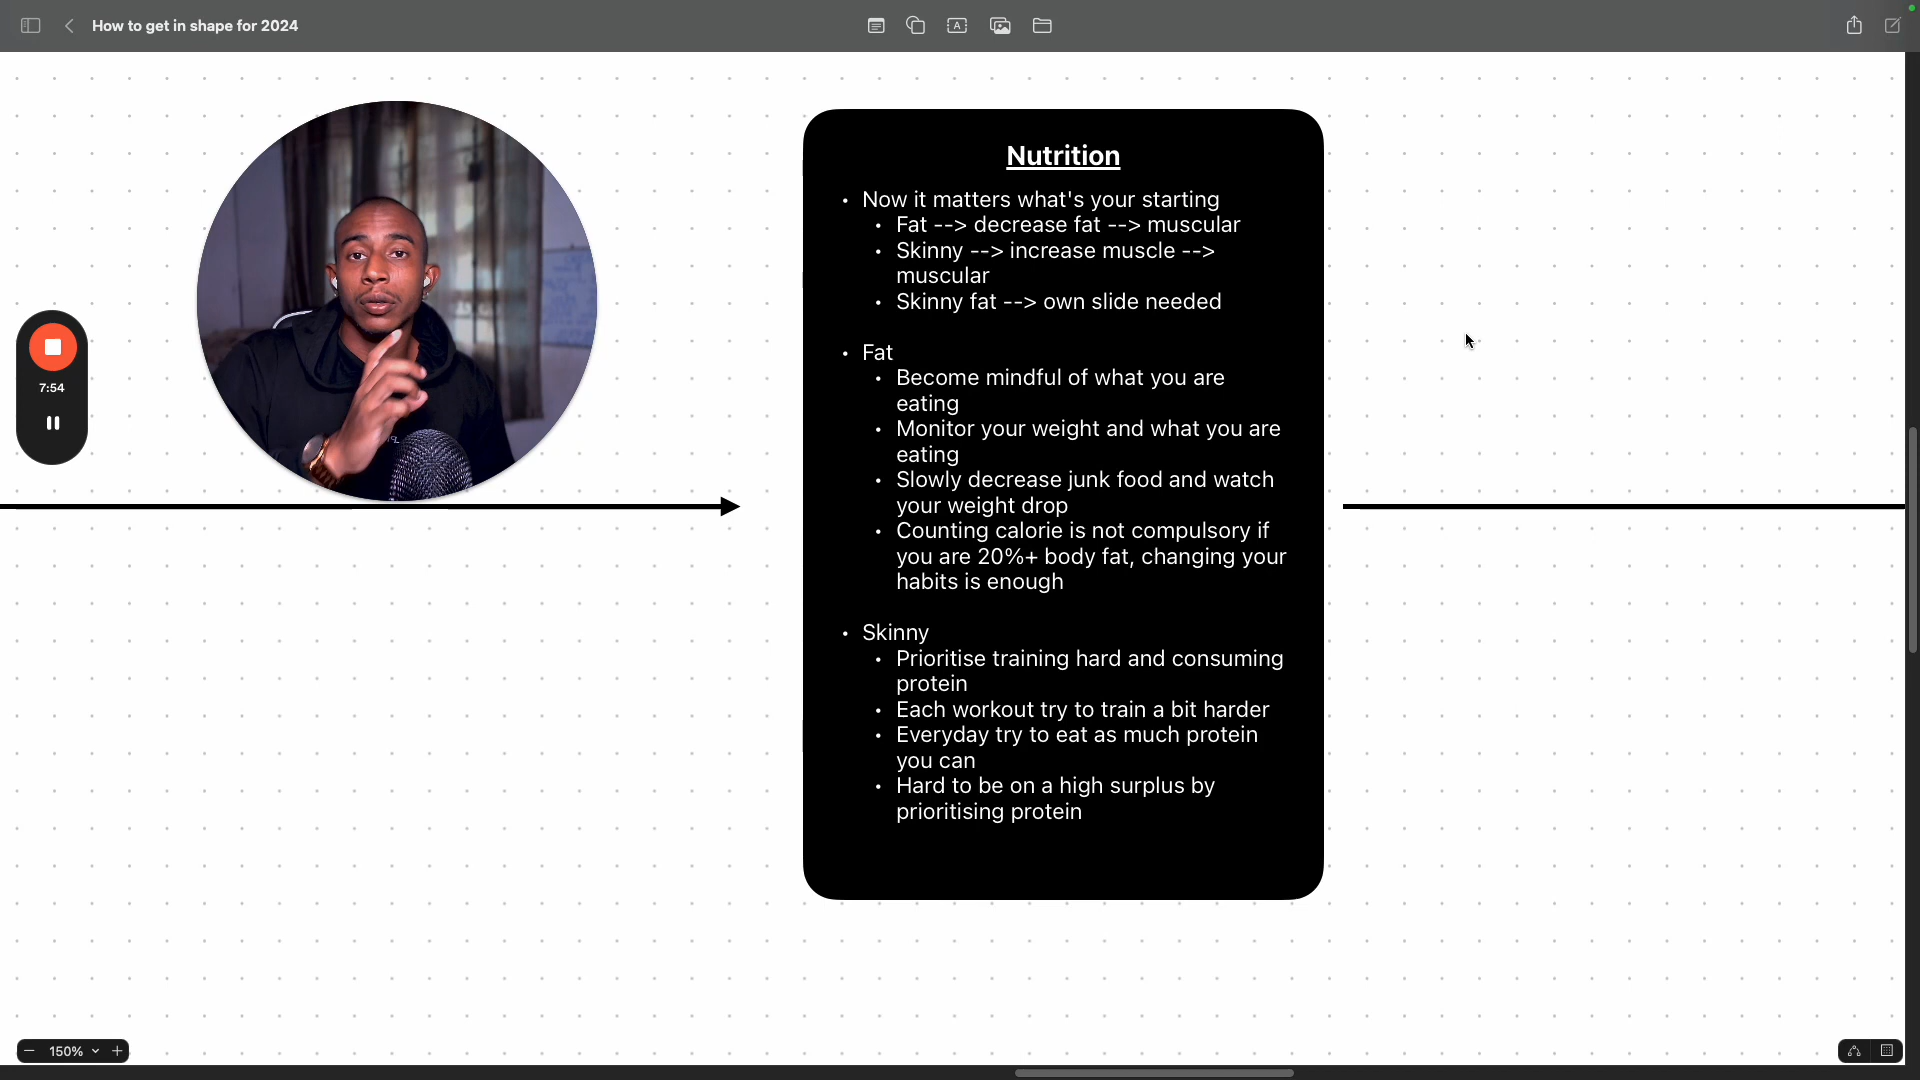 How to get in shape for 2024
7:54
Nutrition
• Now it matters what's your starting
• Fat --> decrease fat --> muscular
• Skinny --> increase muscle -->
muscular
• Skinny fat --> own slide needed
• Fat
• Become mindful of what you are
eating
• Monitor your weight and what you are
eating
• Slowly decrease junk food and watch
your weight drop
• Counting calorie is not compulsory if
you are 20%+ body fat, changing your
habits is enough
• Skinny
• Prioritise training hard and consuming
protein
• Each workout try to train a bit harder
• Everyday try to eat as much protein
you can
• Hard to be on a high surplus by
prioritising protein
150%